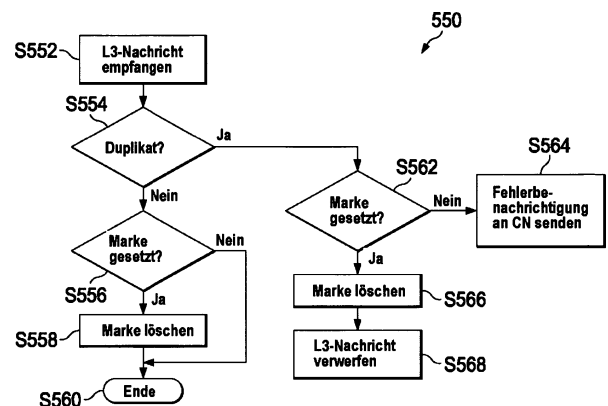 550
S552
L3-Nachricht
empfangen
S554
Duplikat?
Ja
Nein
S562
Marke
gesetzt?
Nein
S564
Fehlerbe-
nachrichtigung
an CN senden
Marke
gesetzt?
Nein
S556
Ja
Ja
Marke löschen
S566
S558
Marke löschen
L3-Nachricht
verwerfen
S568
S560
Ende